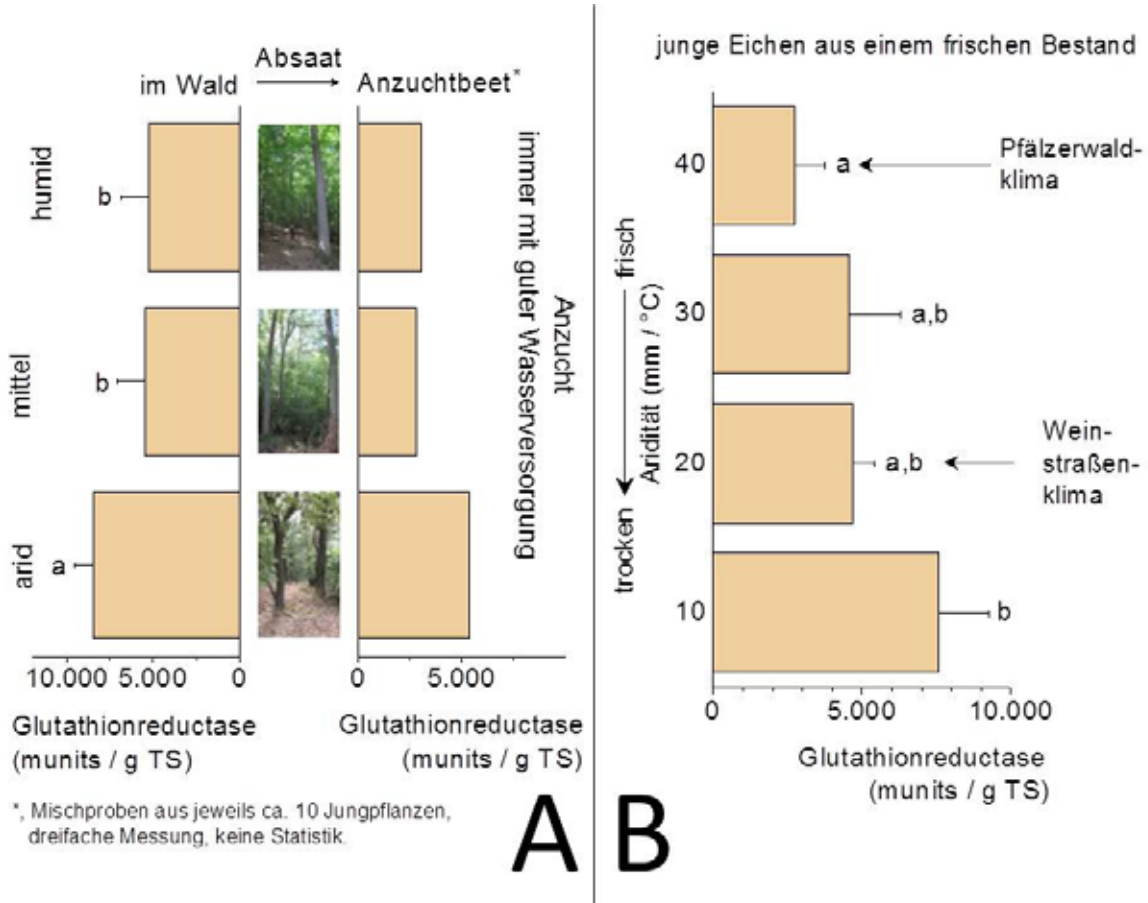 Absaat
im Wald
Anzuchtbeet*
humid
b
mittel
b
arid
a
immer mit guter Wasserversorgung
Anzucht
10.000 5.000 0
0 5.000
Glutathionreductase
(munits / g TS)
Glutathionreductase
(munits / g TS)
*, Mischproben aus jeweils ca. 10 Jungpflanzen,
dreifache Messung, keine Statistik.
A
junge Eichen aus einem frischen Bestand
frisch
trocken
Aridität (mm / °C)
40
a
Pfälzerwald-
klima
30
a,b
20
a,b
Wein-
straßen-
klima
10
b
0 5.000 10.000
Glutathionreductase
(munits / g TS)
B